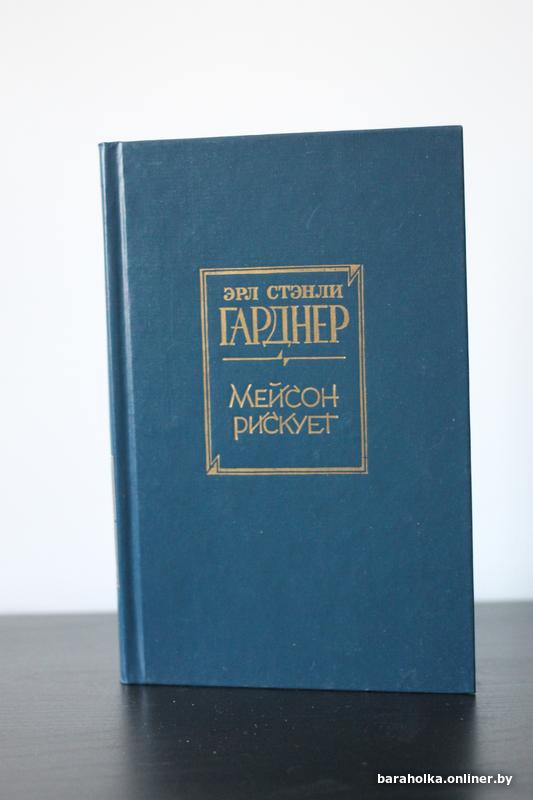 ЭРЛ СТЭНЛИ
ГАРДНЕР
МЕЙСОН
РИСКУЕТ
baraholka.onliner.by